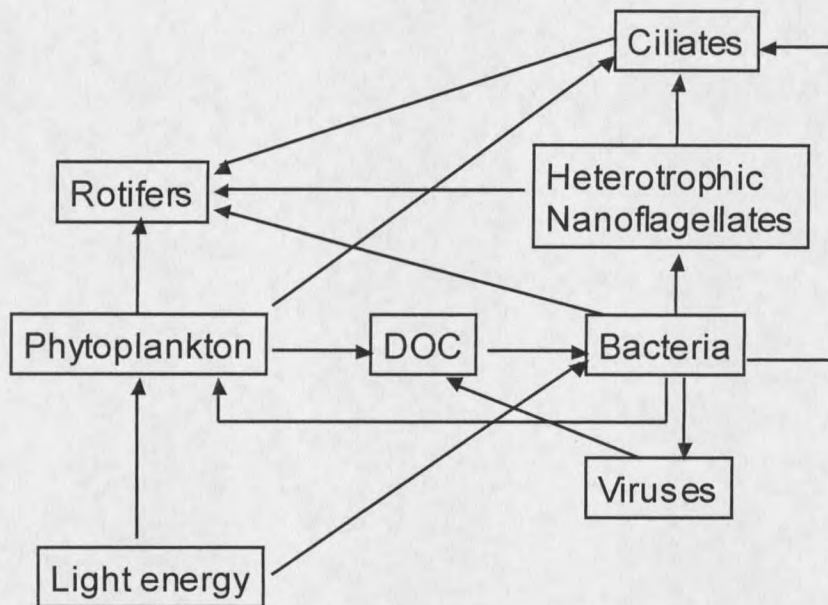 Ciliates
Rotifers
Heterotrophic
Nanoflagellates
Phytoplankton
DOC
Bacteria
Viruses
Light energy